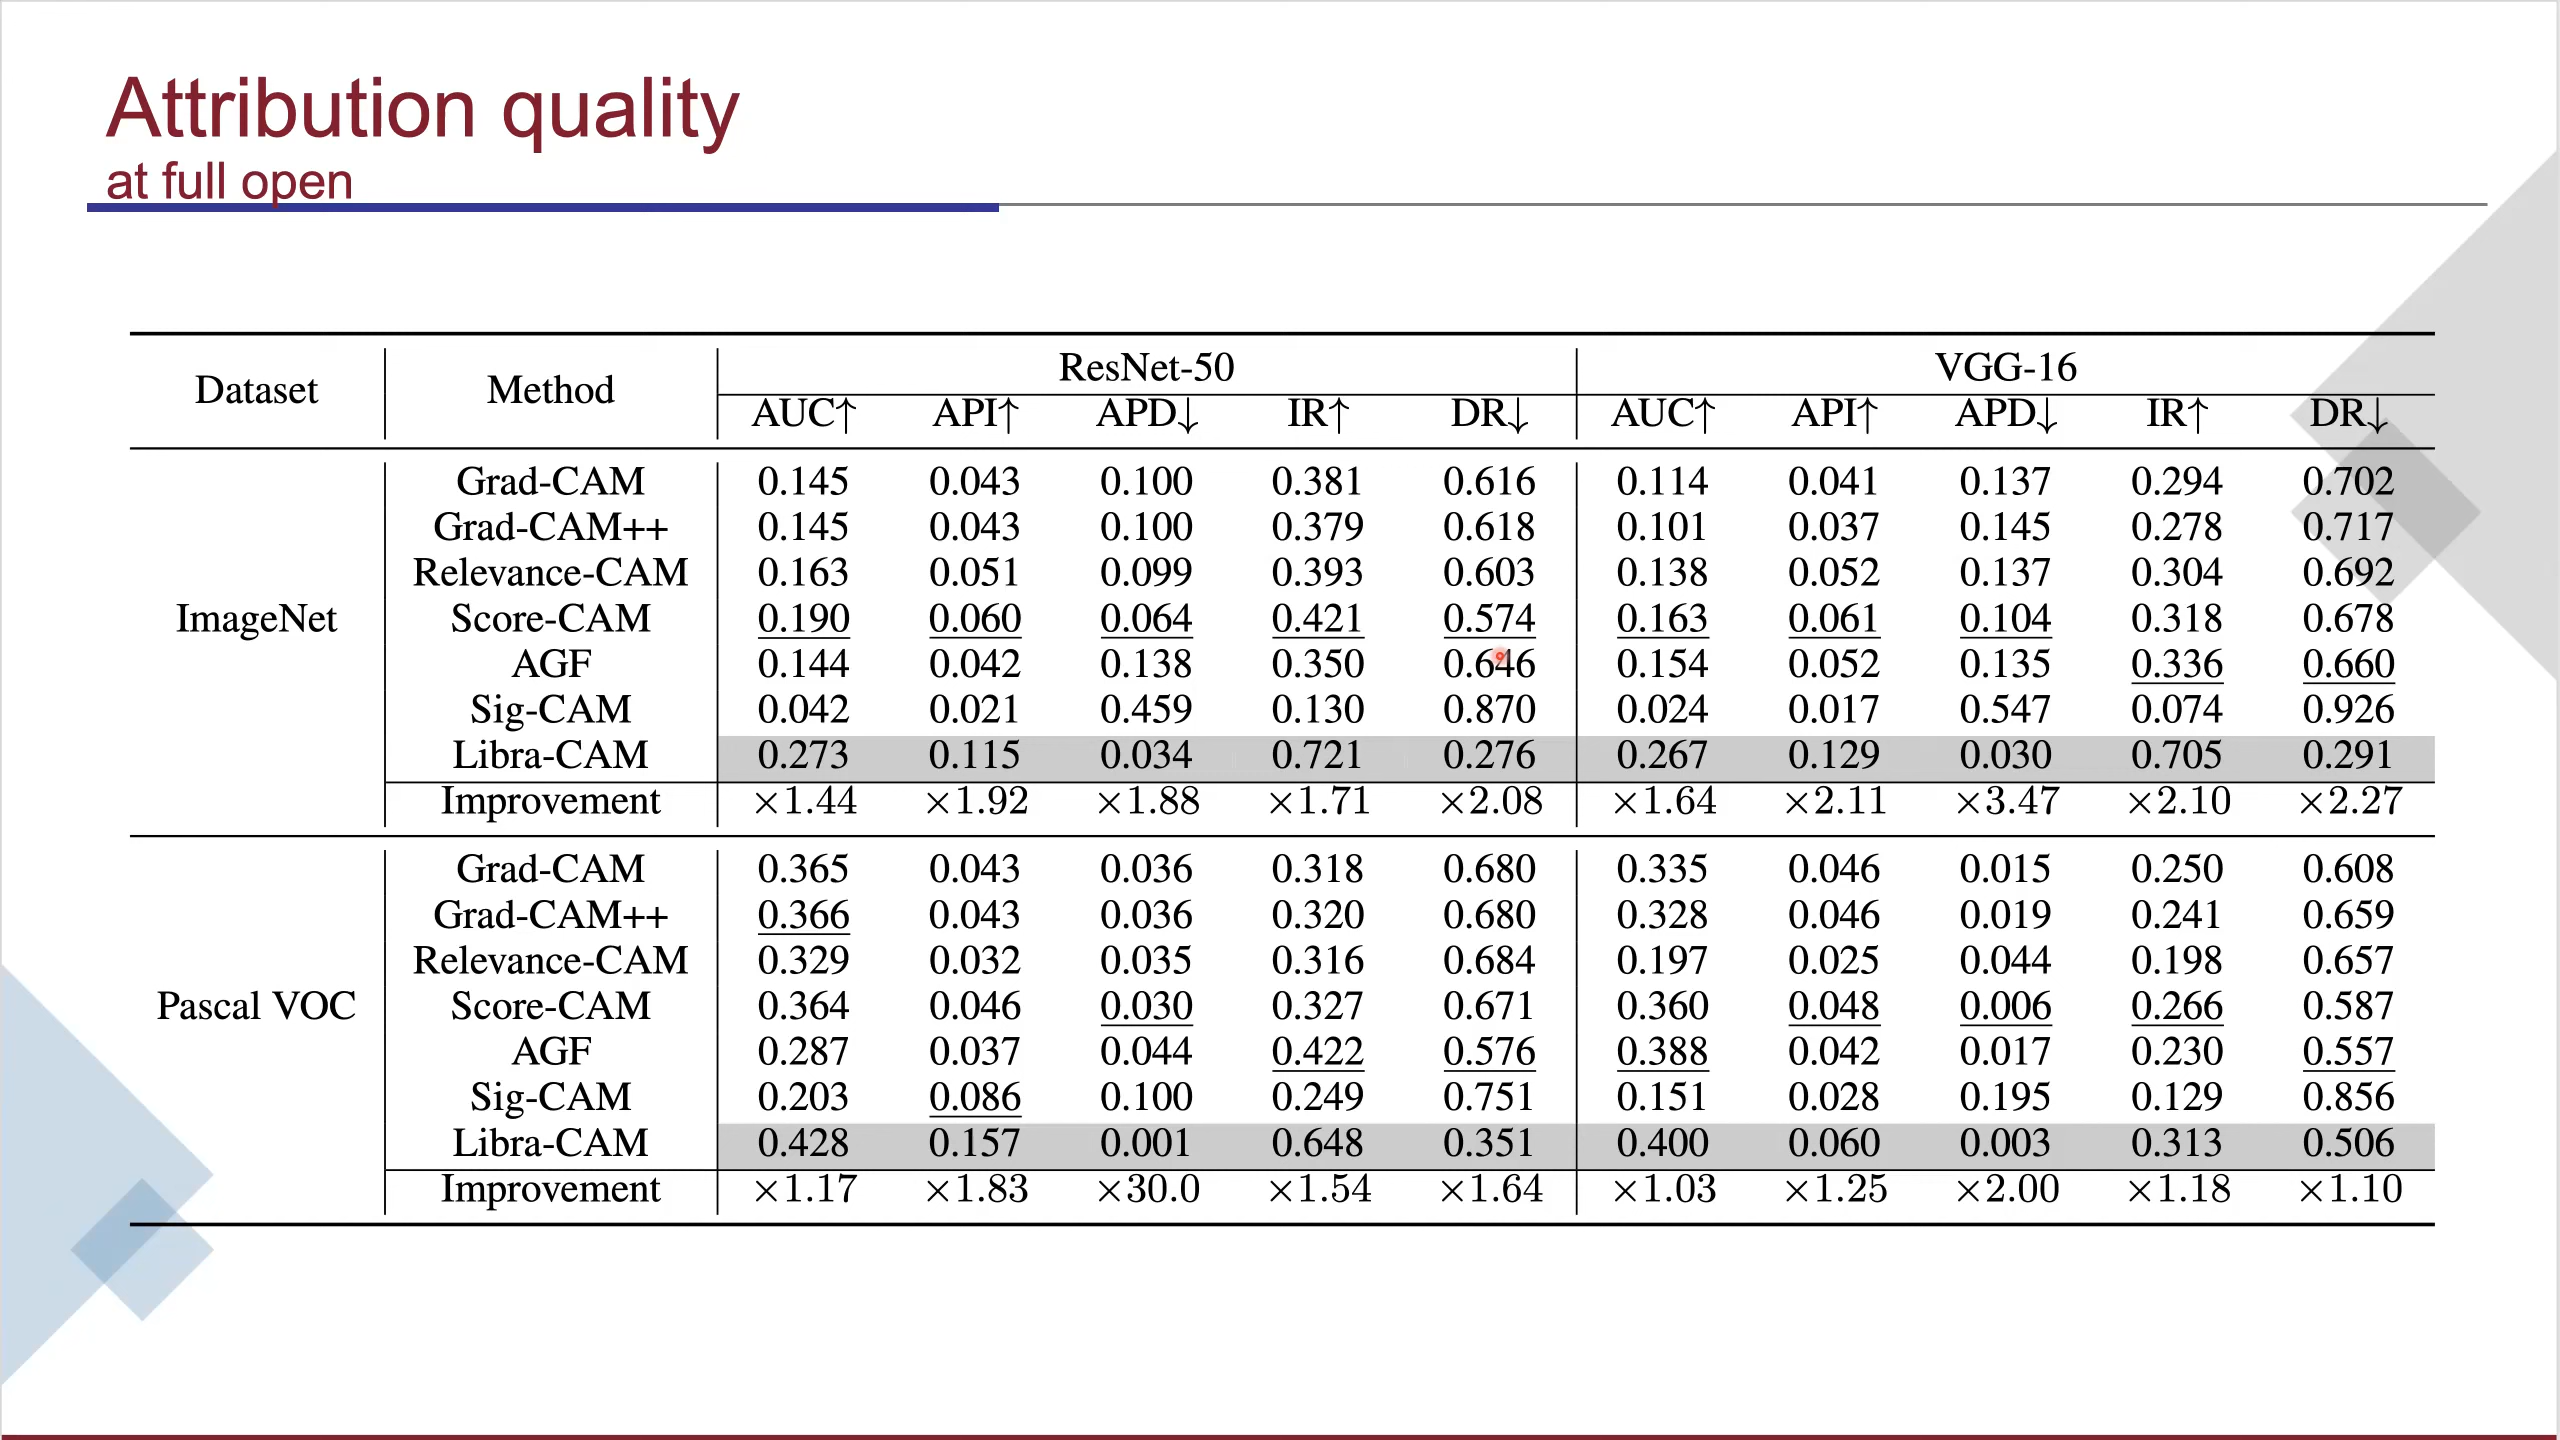 Attribution quality
at full open
Dataset Method ResNet-50 VGG-16
AUC↑ API↑ APD↓ IR↑ DR↓ AUC↑ API↑ APD↓ IR↑ DR↓
ImageNet
Grad-CAM 0.145 0.043 0.100 0.381 0.616 0.114 0.041 0.137 0.294 0.702
Grad-CAM++ 0.145 0.043 0.100 0.379 0.618 0.101 0.037 0.145 0.278 0.717
Relevance-CAM 0.163 0.051 0.099 0.393 0.603 0.138 0.052 0.137 0.304 0.692
Score-CAM 0.190 0.060 0.064 0.421 0.574 0.163 0.061 0.104 0.318 0.678
AGF 0.144 0.042 0.138 0.350 0.646 0.154 0.052 0.135 0.336 0.660
Sig-CAM 0.042 0.021 0.459 0.130 0.870 0.024 0.017 0.547 0.074 0.926
Libra-CAM 0.273 0.115 0.034 0.721 0.276 0.267 0.129 0.030 0.705 0.291
Improvement ×1.44 ×1.92 ×1.88 ×1.71 ×2.08 ×1.64 ×2.11 ×3.47 ×2.10 ×2.27
Pascal VOC
Grad-CAM 0.365 0.043 0.036 0.318 0.680 0.335 0.046 0.015 0.250 0.608
Grad-CAM++ 0.366 0.043 0.036 0.320 0.680 0.328 0.046 0.019 0.241 0.659
Relevance-CAM 0.329 0.032 0.035 0.316 0.684 0.197 0.025 0.044 0.198 0.657
Score-CAM 0.364 0.046 0.030 0.327 0.671 0.360 0.048 0.006 0.266 0.587
AGF 0.287 0.037 0.044 0.422 0.576 0.388 0.042 0.017 0.230 0.557
Sig-CAM 0.203 0.086 0.100 0.249 0.751 0.151 0.028 0.195 0.129 0.856
Libra-CAM 0.428 0.157 0.001 0.648 0.351 0.400 0.060 0.003 0.313 0.506
Improvement ×1.17 ×1.83 ×30.0 ×1.54 ×1.64 ×1.03 ×1.25 ×2.00 ×1.18 ×1.10